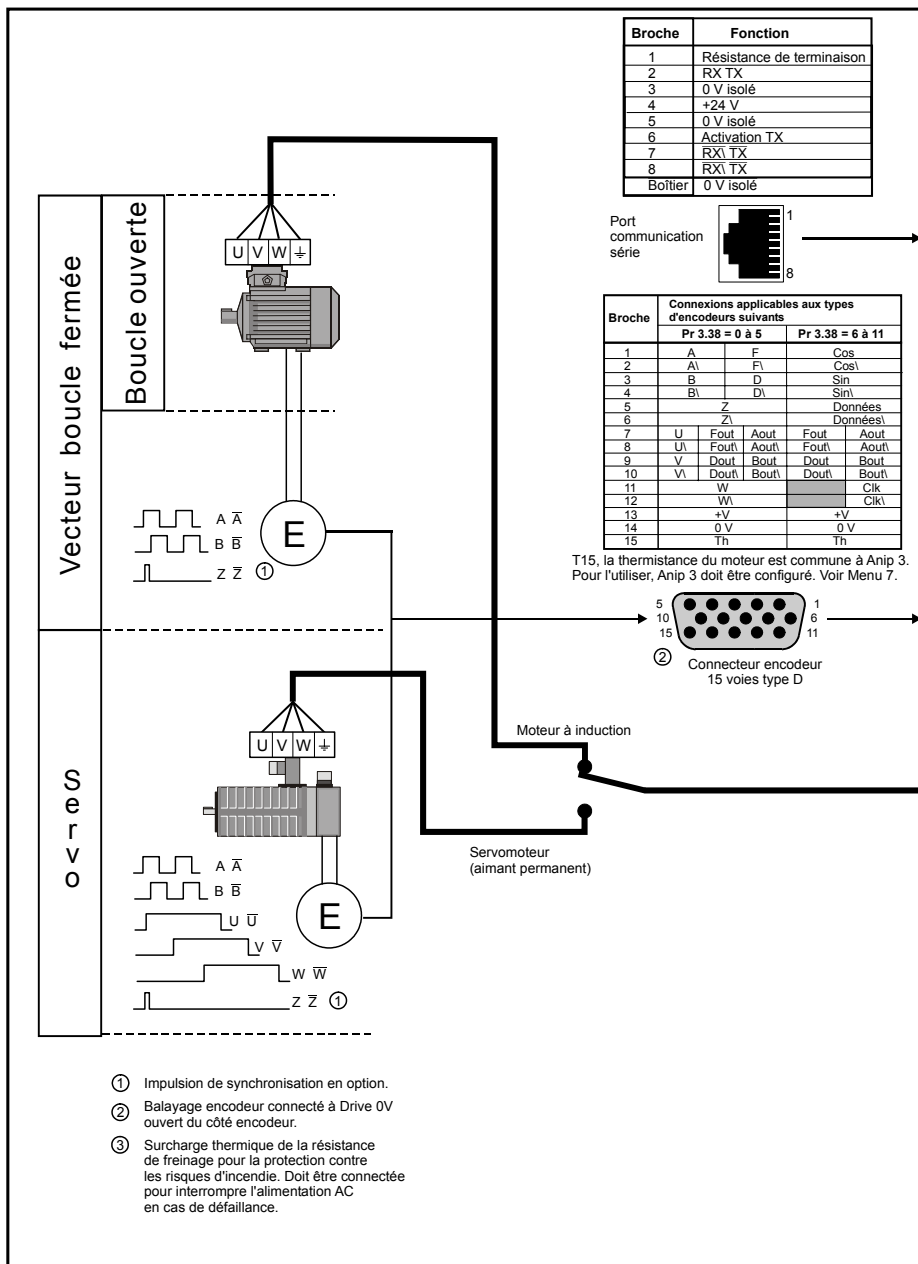 Broche Fonction
1 Résistance de terminaison
2 RX TX
3 0 V isolé
4 +24 V
5 0 V isolé
6 Activation TX
7 RX\ TX
8 RX\ TX
Boîtier 0 V isolé
Port
communication
série
1
8
Broche Connexions applicables aux types
d'encodeurs suivants
Pr 3.38 = 0 à 5 Pr 3.38 = 6 à 11
1 A F Cos
2 A\ F\ Cos\
3 B D Sin
4 B\ D\ Sin\
5 Z Données
6 Z\ Données\
7 U Fout Aout Fout Aout
8 U\ Fout\ Aout\ Fout\ Aout\
9 V Dout Bout Dout Bout
10 V\ Dout\ Bout\ Dout\ Bout\
11 W Clk
12 W\ Clk\
13 +V +V
14 0 V 0 V
15 Th Th
T15, la thermistance du moteur est commune à Anip 3.
Pour l'utiliser, Anip 3 doit être configuré. Voir Menu 7.
5 1
10 6
15 11
② Connecteur encodeur
15 voies type D
Vecteur boucle fermée
Boucle ouverte
U V W
A A̅
B B̅
Z Z̅ ①
E
Servo
U V W
A A̅
B B̅
U U̅
V V̅
W W̅
Z Z̅ ①
E
Moteur à induction
Servomoteur
(aimant permanent)
① Impulsion de synchronisation en option.
② Balayage encodeur connecté à Drive 0V
ouvert du côté encodeur.
③ Surcharge thermique de la résistance
de freinage pour la protection contre
les risques d'incendie. Doit être connectée
pour interrompre l'alimentation AC
en cas de défaillance.